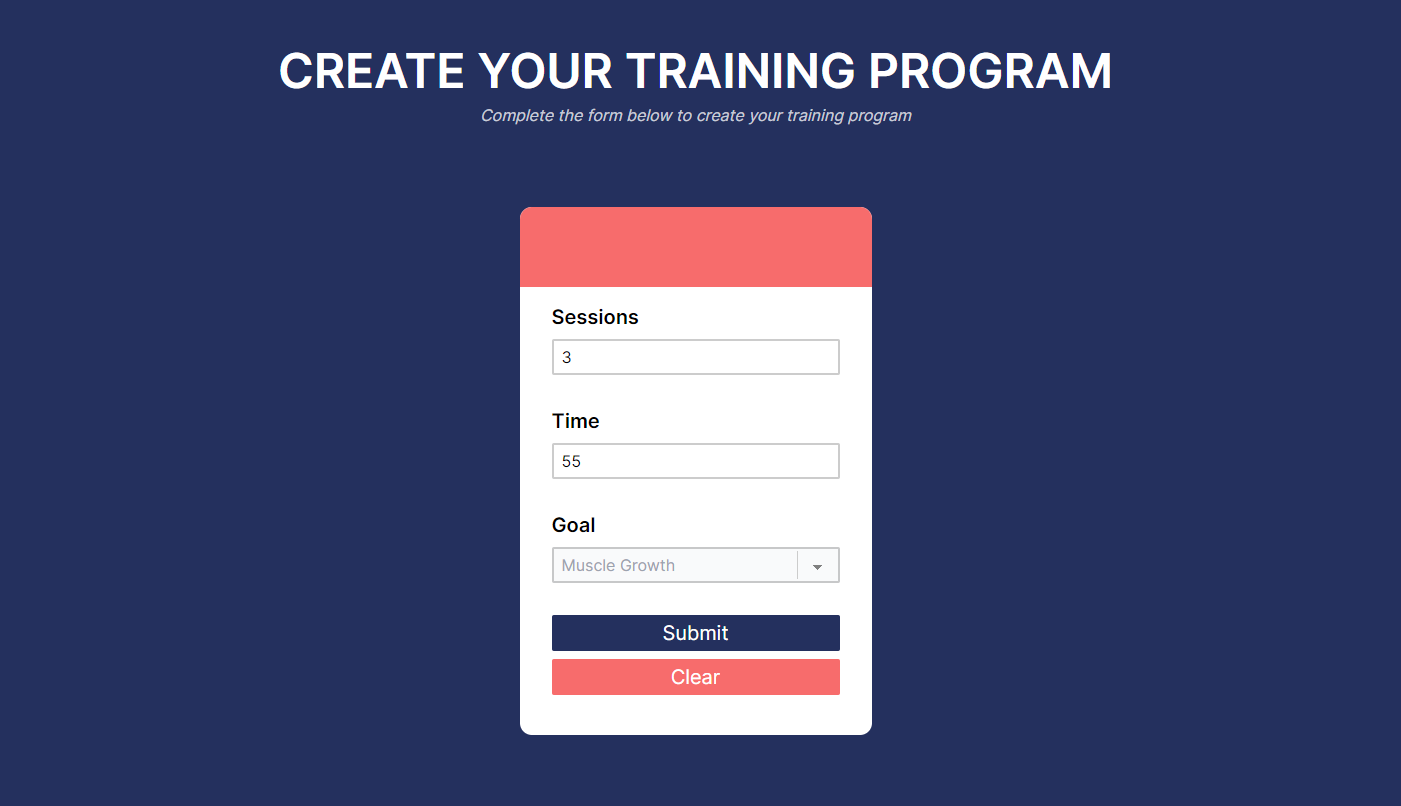 CREATE YOUR TRAINING PROGRAM
Complete the form below to create your training program
Sessions
3
Time
55
Goal
Muscle Growth
Submit
Clear